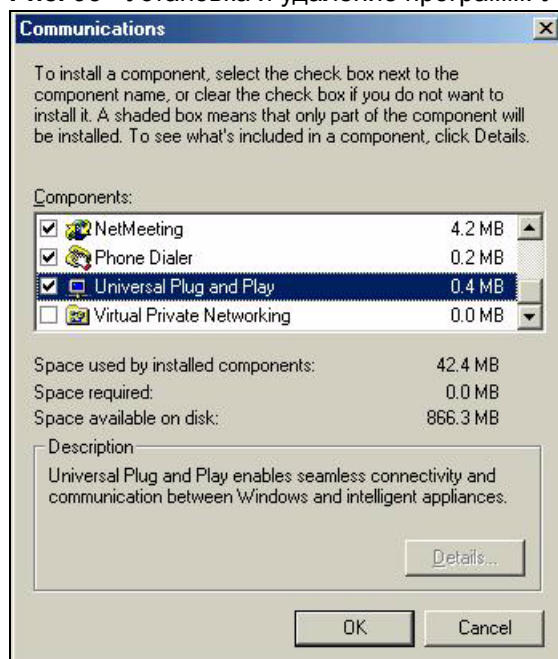 Установка и удаление программ
Communications
To install a component, select the check box next to the
component name, or clear the check box if you do not want to
install it. A shaded box means that only part of the component will
be installed. To see what's included in a component, click Details.
Components:
NetMeeting 4.2 MB
Phone Dialer 0.2 MB
Universal Plug and Play 0.4 MB
Virtual Private Networking 0.0 MB
Space used by installed components: 42.4 MB
Space required: 0.0 MB
Space available on disk: 866.3 MB
Description
Universal Plug and Play enables seamless connectivity and
communication between Windows and intelligent appliances.
Details...
OK Cancel